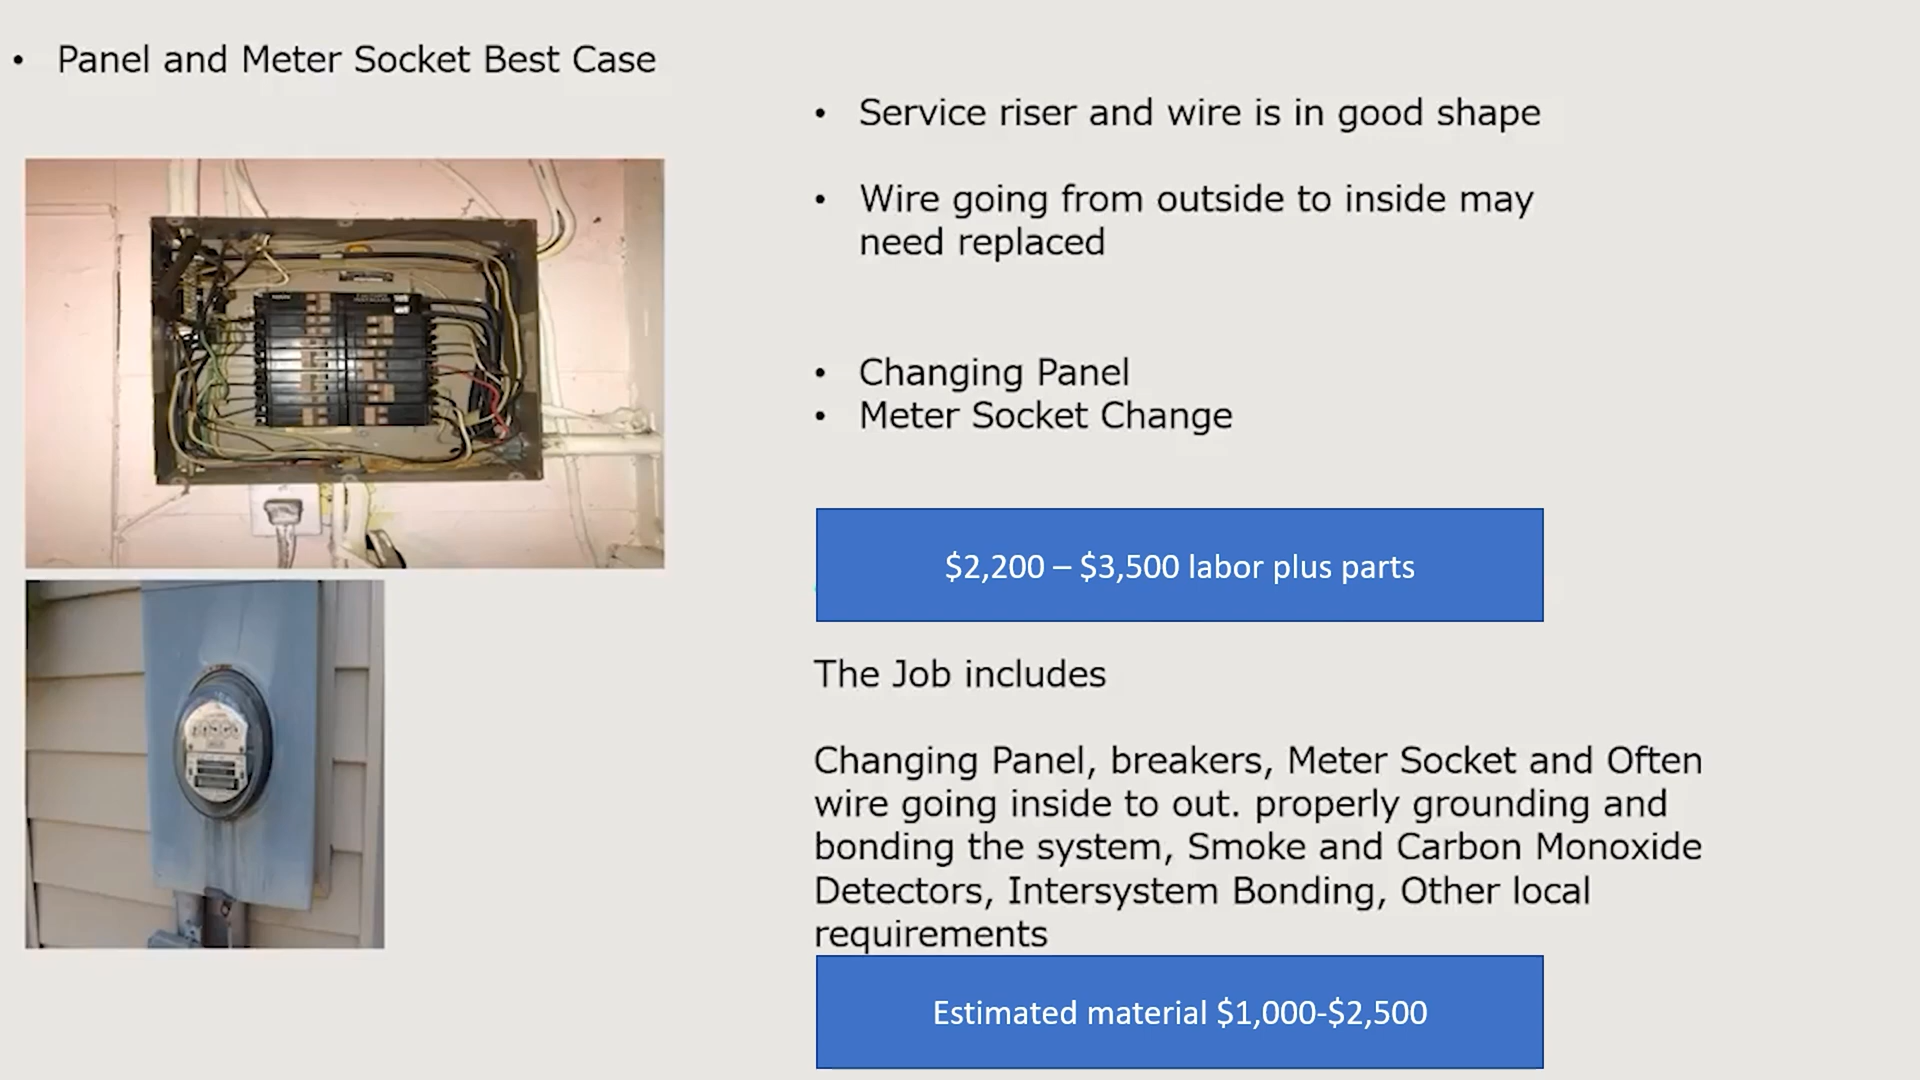 • Panel and Meter Socket Best Case
• Service riser and wire is in good shape
• Wire going from outside to inside may
need replaced
• Changing Panel
• Meter Socket Change
$2,200 – $3,500 labor plus parts
The Job includes
Changing Panel, breakers, Meter Socket and Often
wire going inside to out. properly grounding and
bonding the system, Smoke and Carbon Monoxide
Detectors, Intersystem Bonding, Other local
requirements
Estimated material $1,000-$2,500